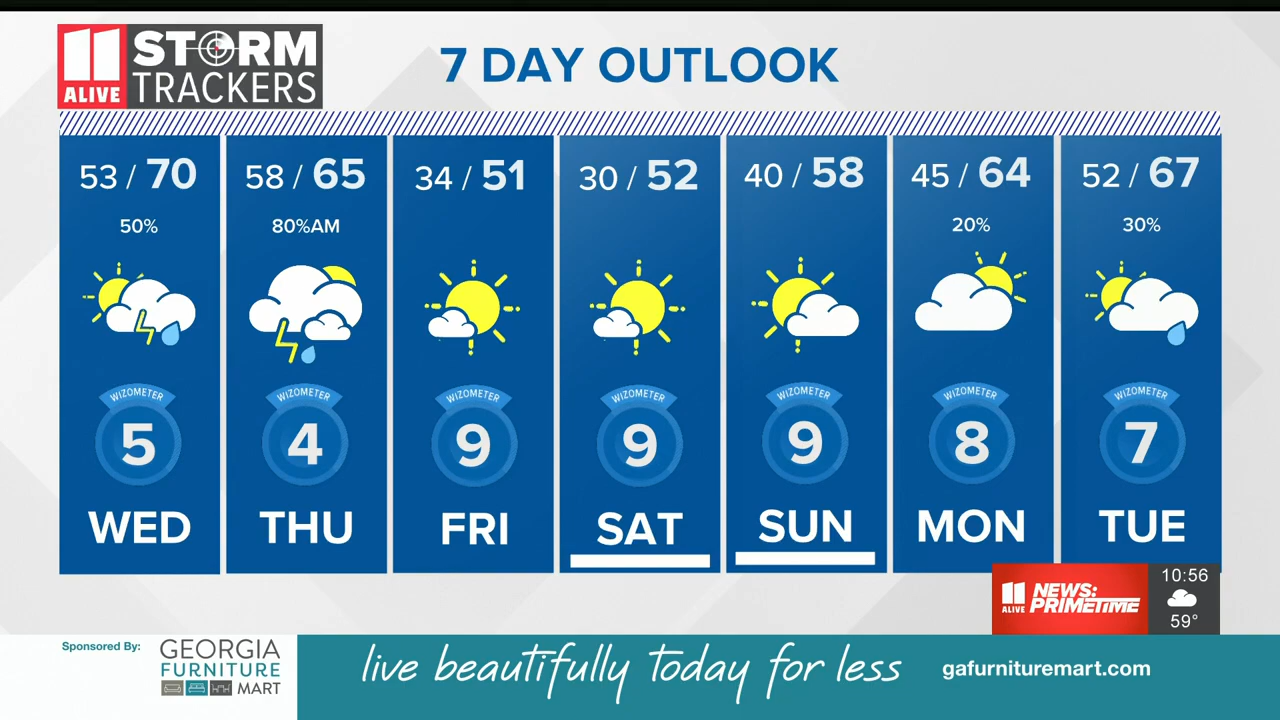 11
ALIVE
STORM
TRACKERS
7 DAY OUTLOOK
53 / 70
50%
WIZOMETER
5
WED
58 / 65
80%AM
WIZOMETER
4
THU
34 / 51
WIZOMETER
9
FRI
30 / 52
WIZOMETER
9
SAT
40 / 58
WIZOMETER
9
SUN
45 / 64
20%
WIZOMETER
8
MON
52 / 67
30%
WIZOMETER
7
TUE
11
ALIVE
NEWS:
PRIMETIME
10:56
59°
Sponsored By:
GEORGIA
FURNITURE
MART
live beautifully today for less
gafurnituremart.com